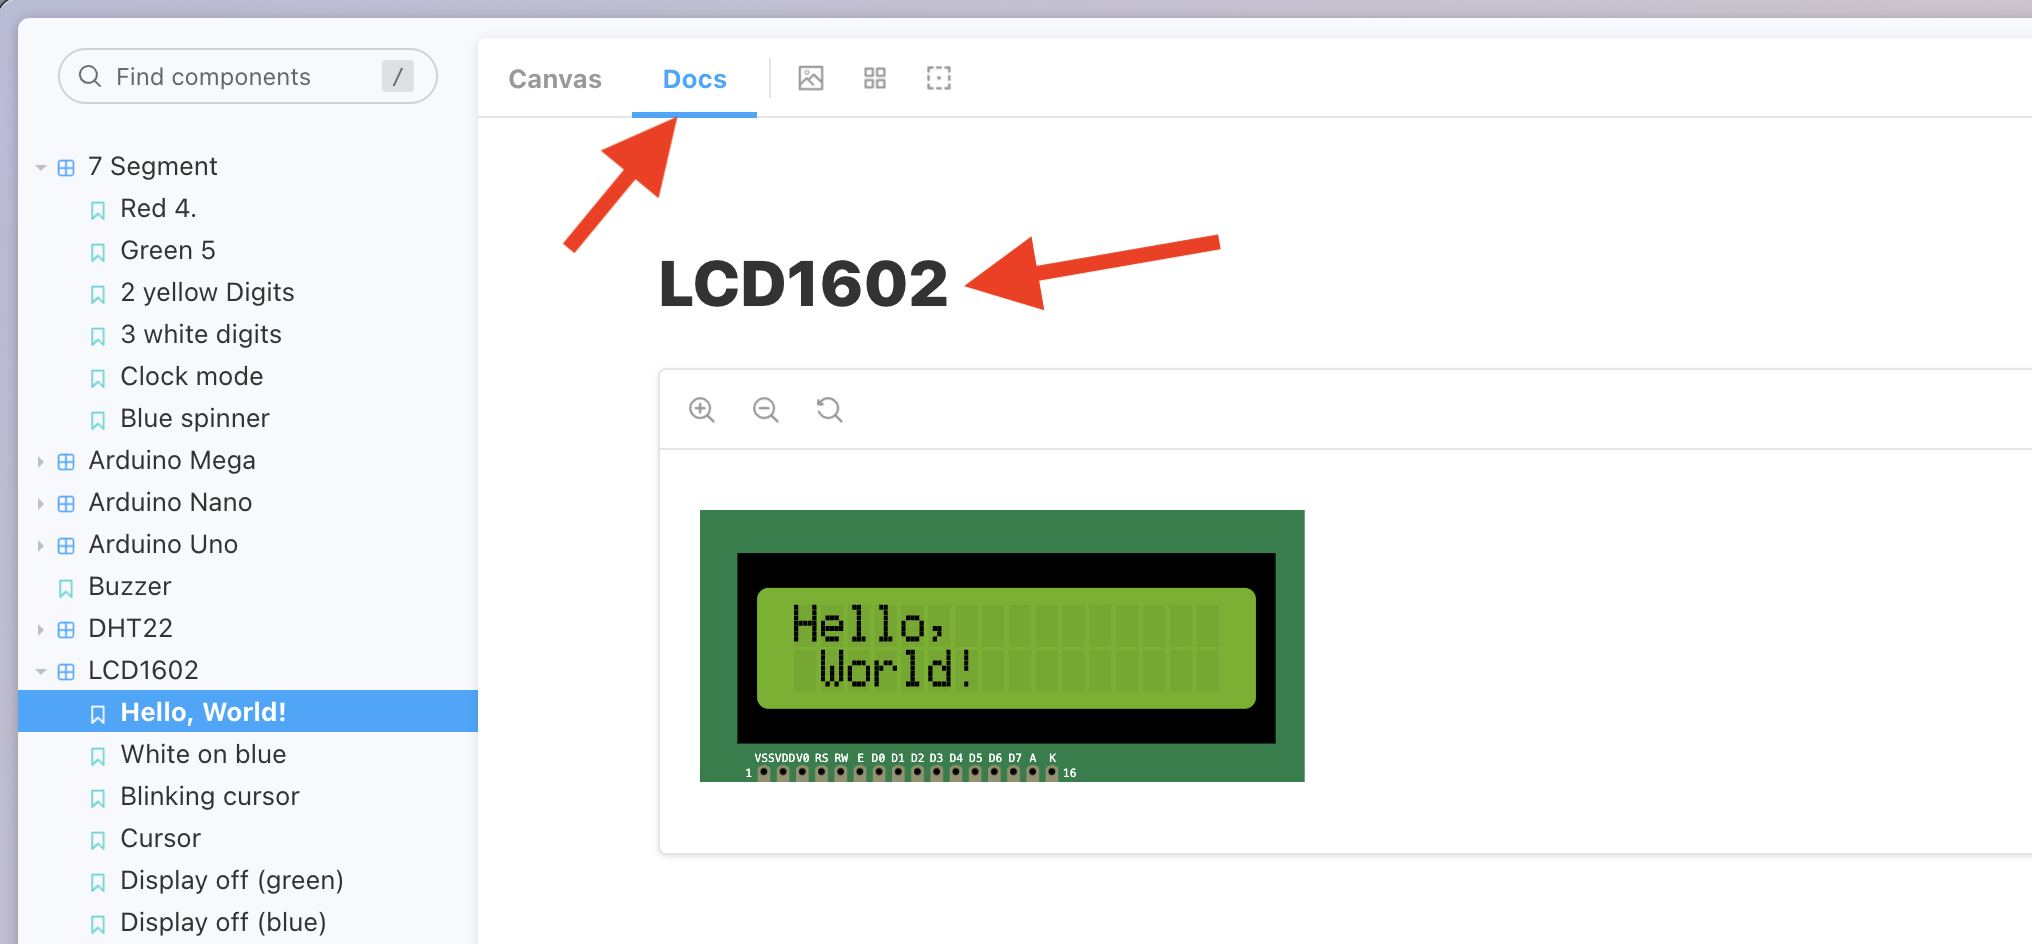 Find components /
7 Segment
Red 4.
Green 5
2 yellow Digits
3 white digits
Clock mode
Blue spinner
Arduino Mega
Arduino Nano
Arduino Uno
Buzzer
DHT22
LCD1602
Hello, World!
White on blue
Blinking cursor
Cursor
Display off (green)
Display off (blue)
Canvas Docs
LCD1602
Hello,
World!
VSS VDD V0 RS RW E D0 D1 D2 D3 D4 D5 D6 D7 A K
1 16